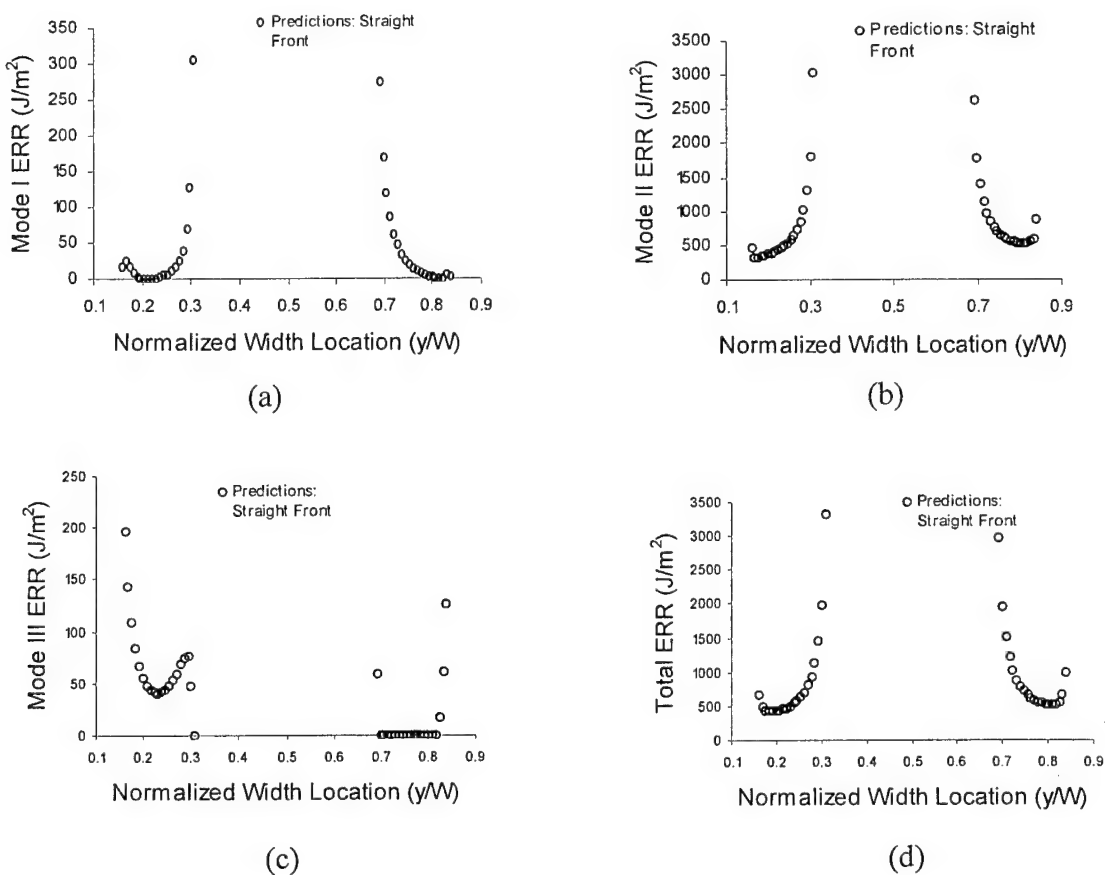 Predictions: Straight
Front
350
300
250
200
150
100
50
0
Mode I ERR (J/m²)
0.1 0.2 0.3 0.4 0.5 0.6 0.7 0.8 0.9
Normalized Width Location (y/W)
(a)
Predictions: Straight
Front
3500
3000
2500
2000
1500
1000
500
0
Mode II ERR (J/m²)
0.1 0.3 0.5 0.7 0.9
Normalized Width Location (y/W)
(b)
Predictions:
Straight Front
250
200
150
100
50
0
Mode III ERR (J/m²)
0.1 0.2 0.3 0.4 0.5 0.6 0.7 0.8 0.9
Normalized Width Location (y/W)
(c)
Predictions:
Straight Front
3500
3000
2500
2000
1500
1000
500
0
Total ERR (J/m²)
0.1 0.2 0.3 0.4 0.5 0.6 0.7 0.8 0.9
Normalized Width Location (y/W)
(d)